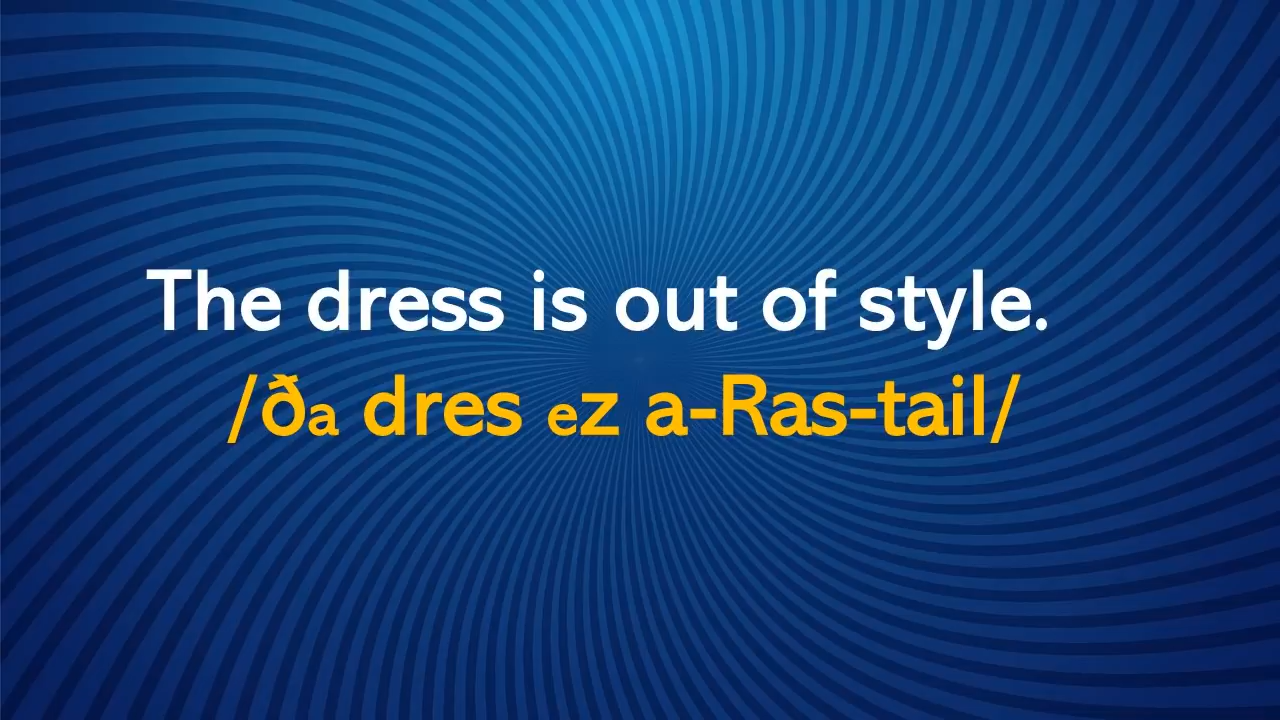 The dress is out of style.
/ða dres ez a-Ras-tail/